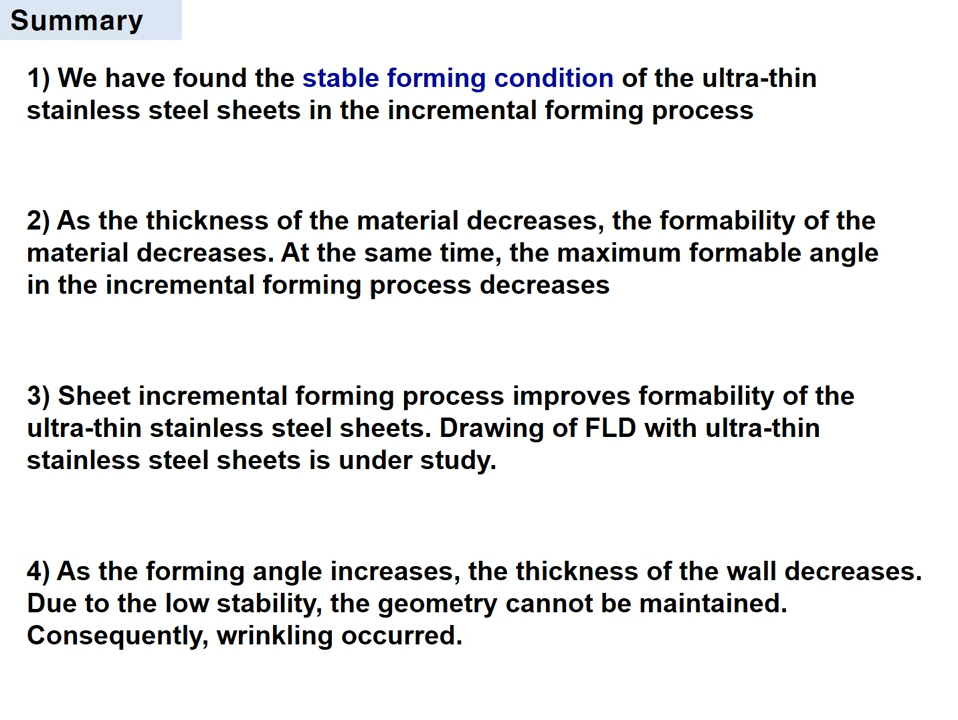 Summary
1) We have found the stable forming condition of the ultra-thin
stainless steel sheets in the incremental forming process
2) As the thickness of the material decreases, the formability of the
material decreases. At the same time, the maximum formable angle
in the incremental forming process decreases
3) Sheet incremental forming process improves formability of the
ultra-thin stainless steel sheets. Drawing of FLD with ultra-thin
stainless steel sheets is under study.
4) As the forming angle increases, the thickness of the wall decreases.
Due to the low stability, the geometry cannot be maintained.
Consequently, wrinkling occurred.